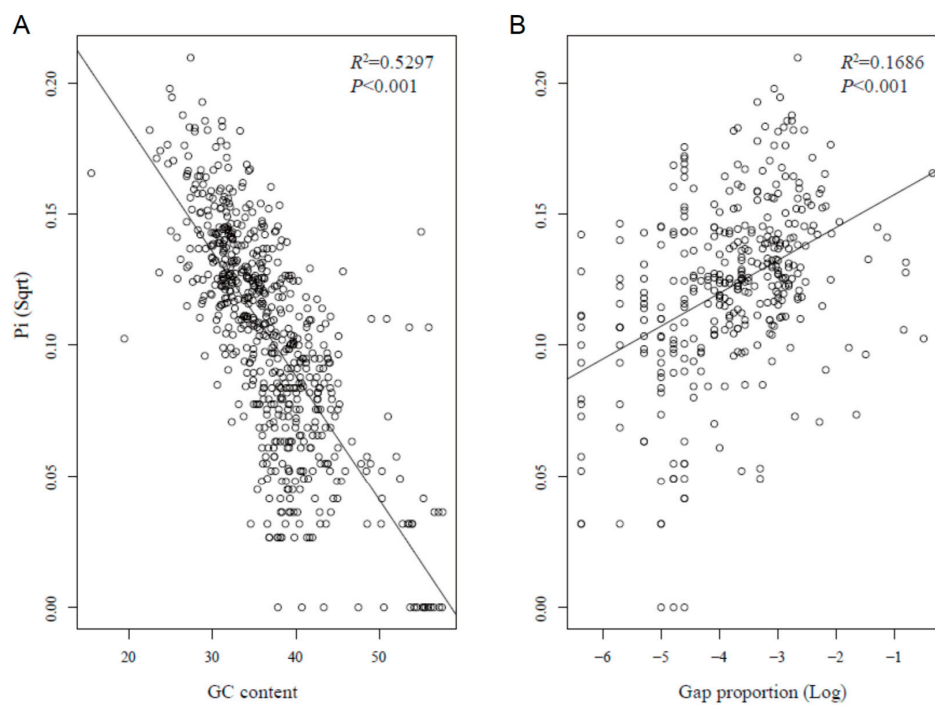 A
B
R²=0.5297
P<0.001
R²=0.1686
P<0.001
Pi (Sqrt)
0.20
0.15
0.10
0.05
0.00
0.20
0.15
0.10
0.05
0.00
20 30 40 50
−6 −5 −4 −3 −2 −1
GC content
Gap proportion (Log)